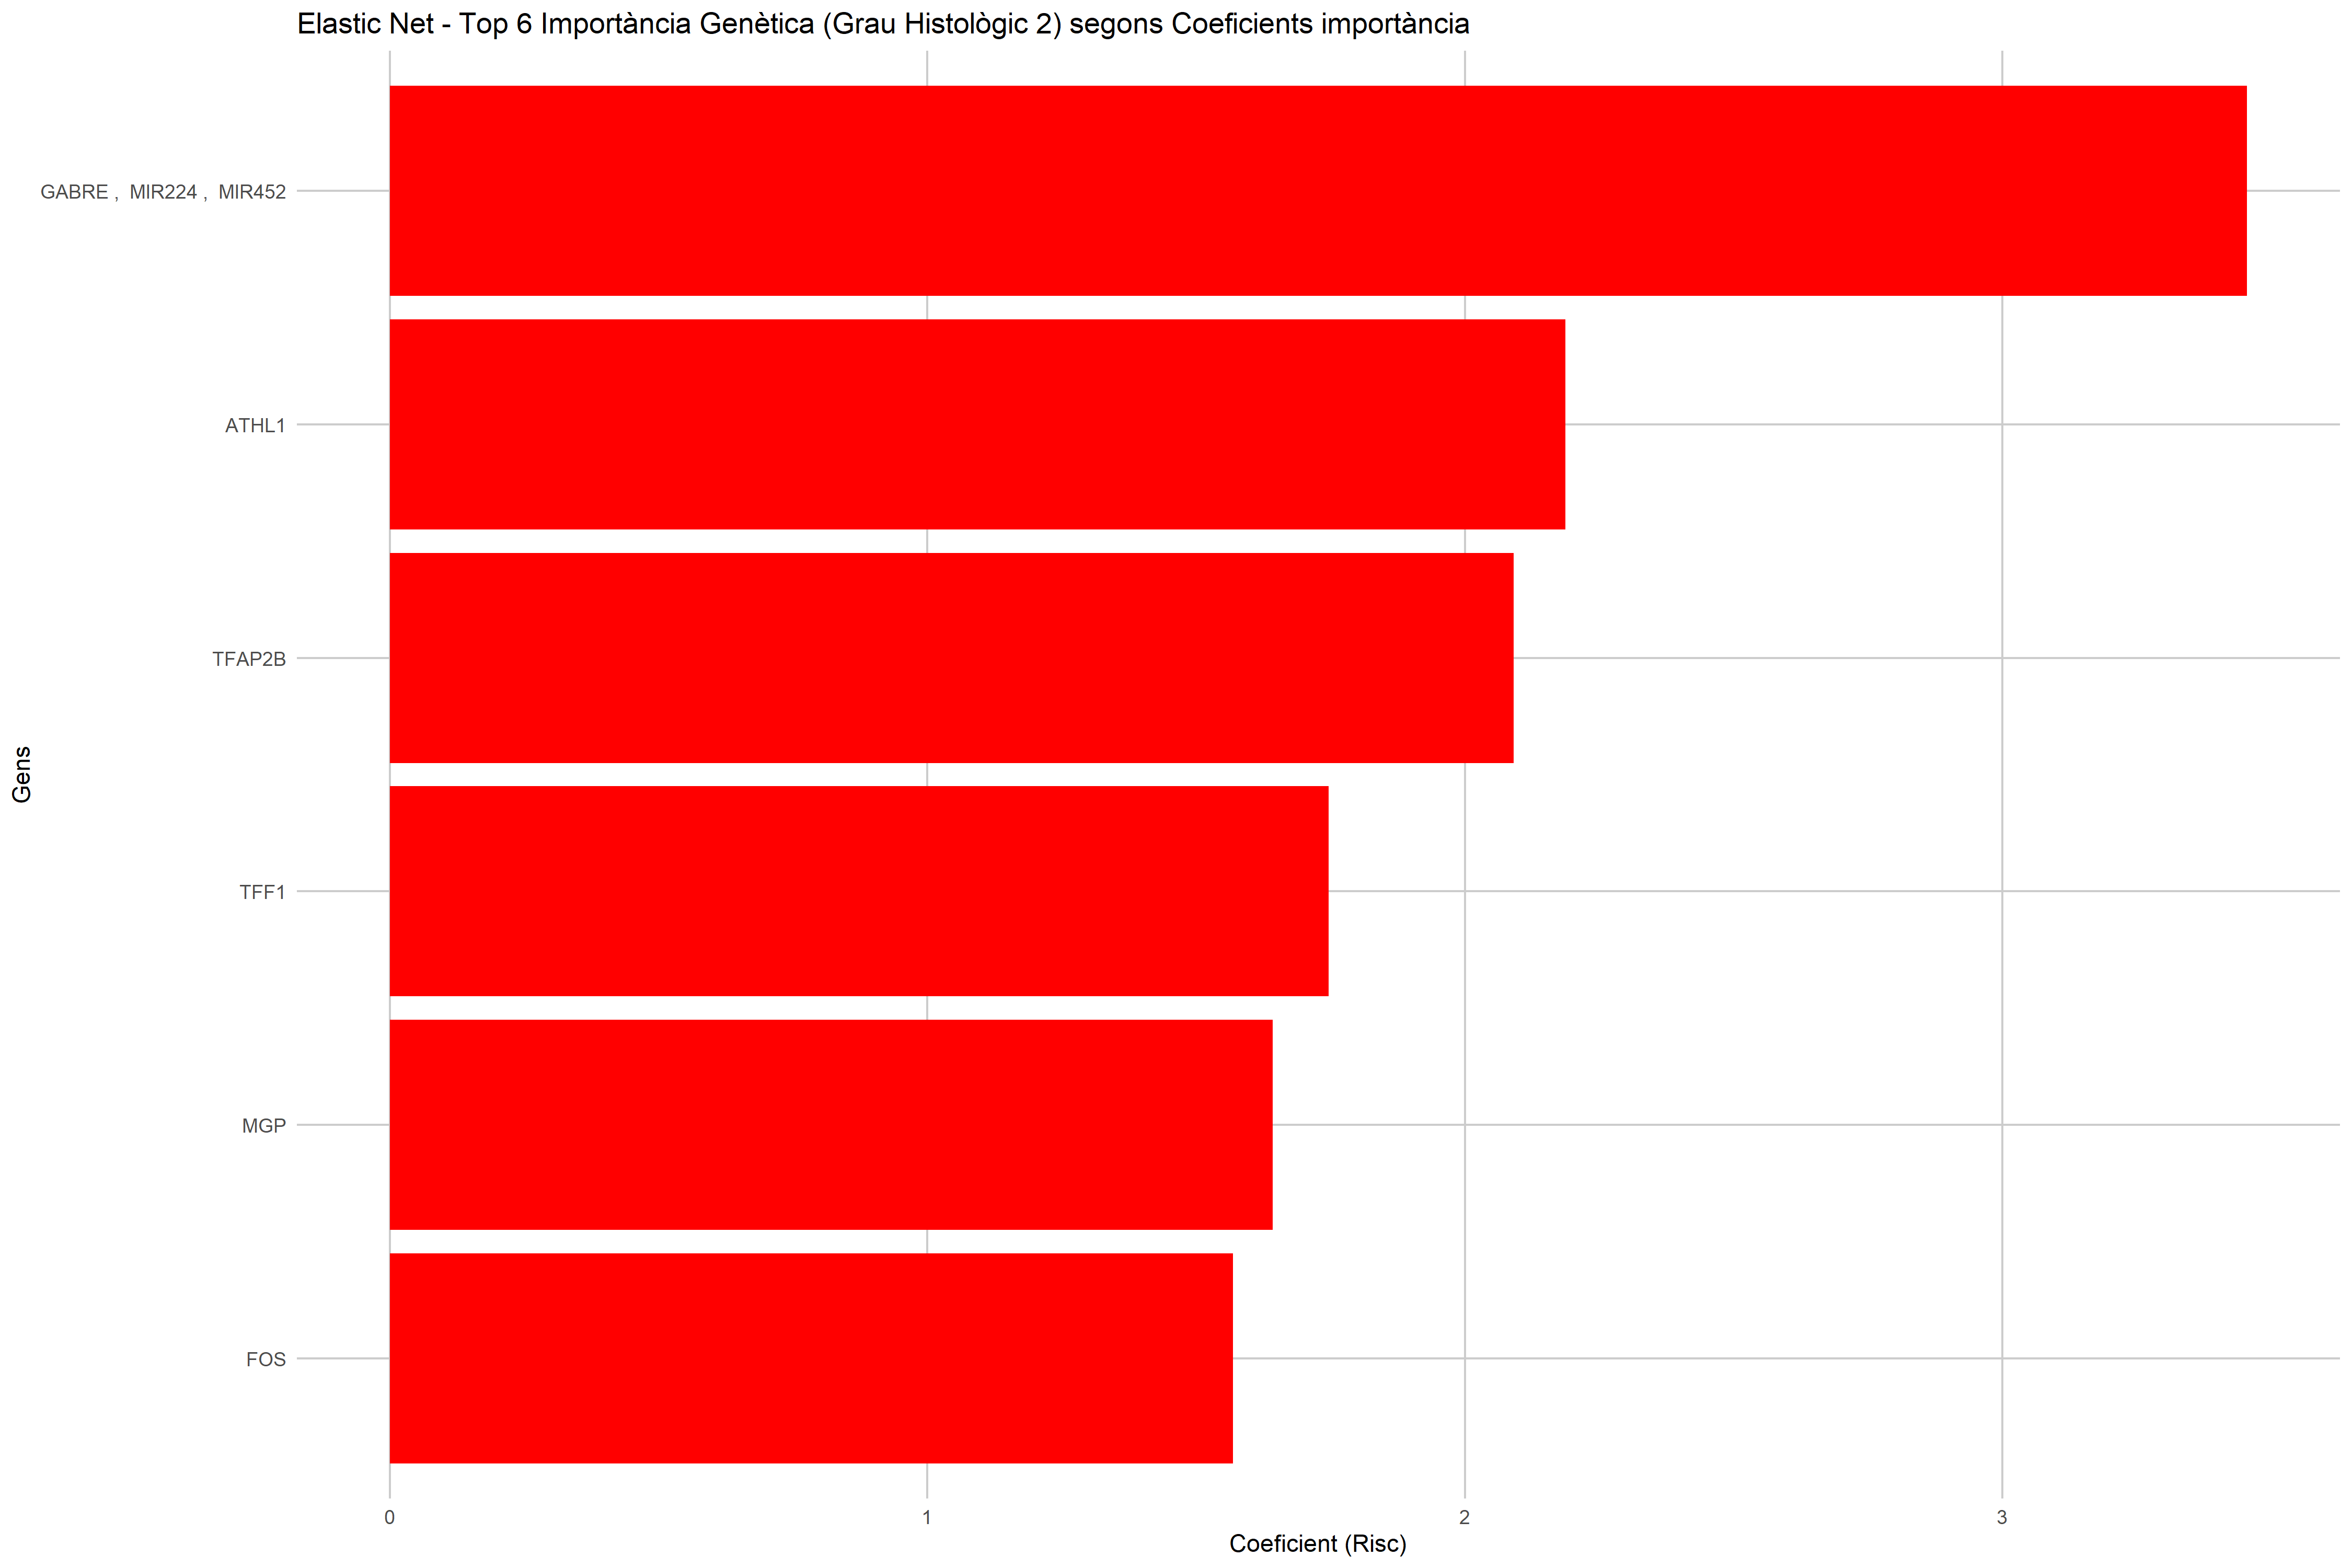 Elastic Net - Top 6 Importància Genètica (Grau Histològic 2) segons Coeficients importància
GABRE ,  MIR224 ,  MIR452
ATHL1
TFAP2B
TFF1
MGP
FOS
Gens
0 1 2 3
Coeficient (Risc)